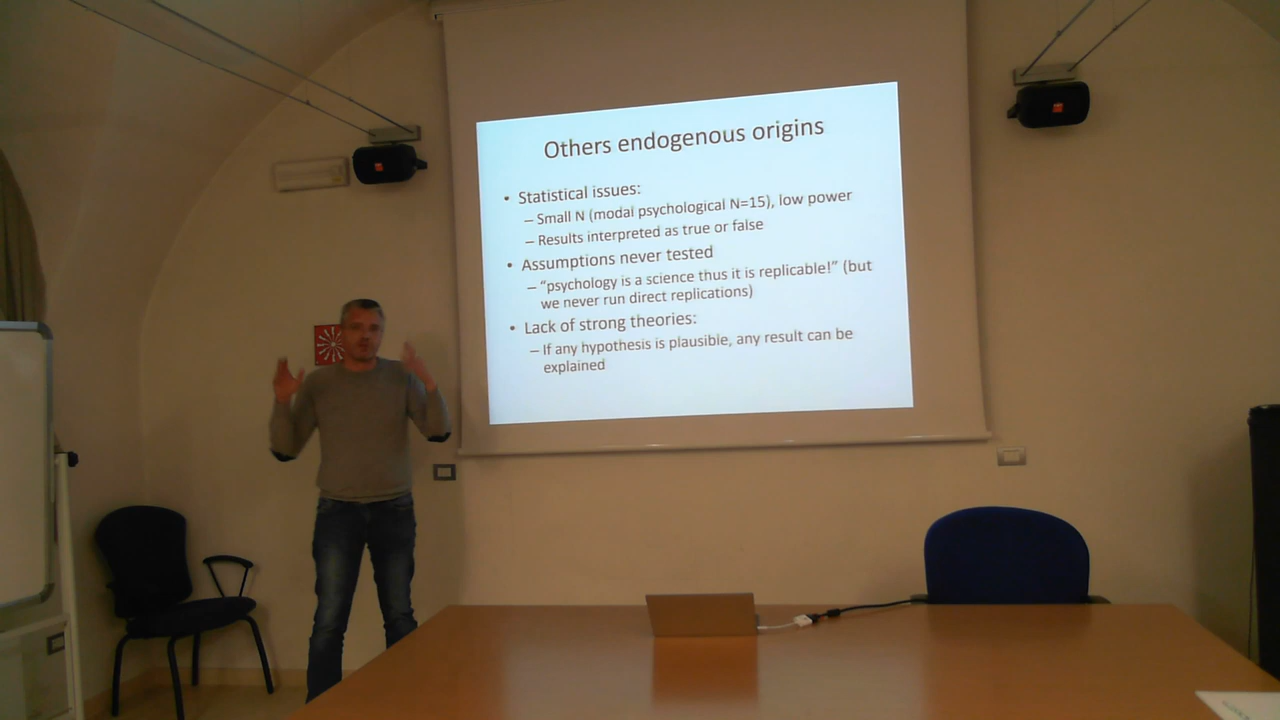 Others endogenous origins
• Statistical issues:
– Small N (modal psychological N=15), low power
– Results interpreted as true or false
• Assumptions never tested
– “psychology is a science thus it is replicable!” (but
we never run direct replications)
• Lack of strong theories:
– If any hypothesis is plausible, any result can be
explained